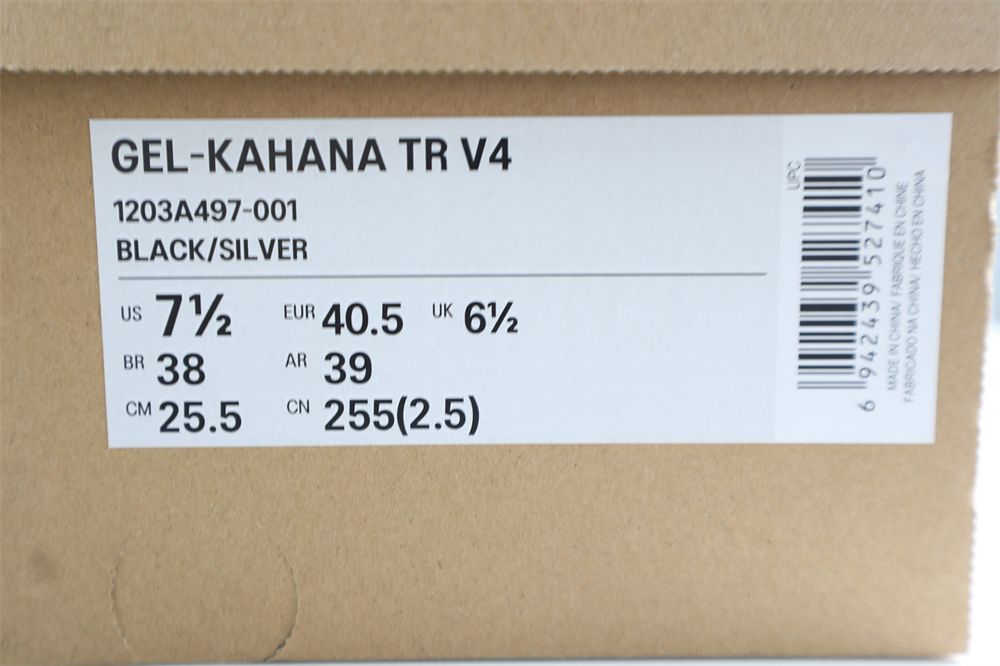 GEL-KAHANA TR V4
1203A497-001
BLACK/SILVER
US 7½ EUR 40.5 UK 6½
BR 38 AR 39
CM 25.5 CN 255(2.5)
UPC
6 942439 527410
MADE IN CHINA/ FABRIQUE EN CHINE
FABRICADO NA CHINA/ HECHO EN CHINA